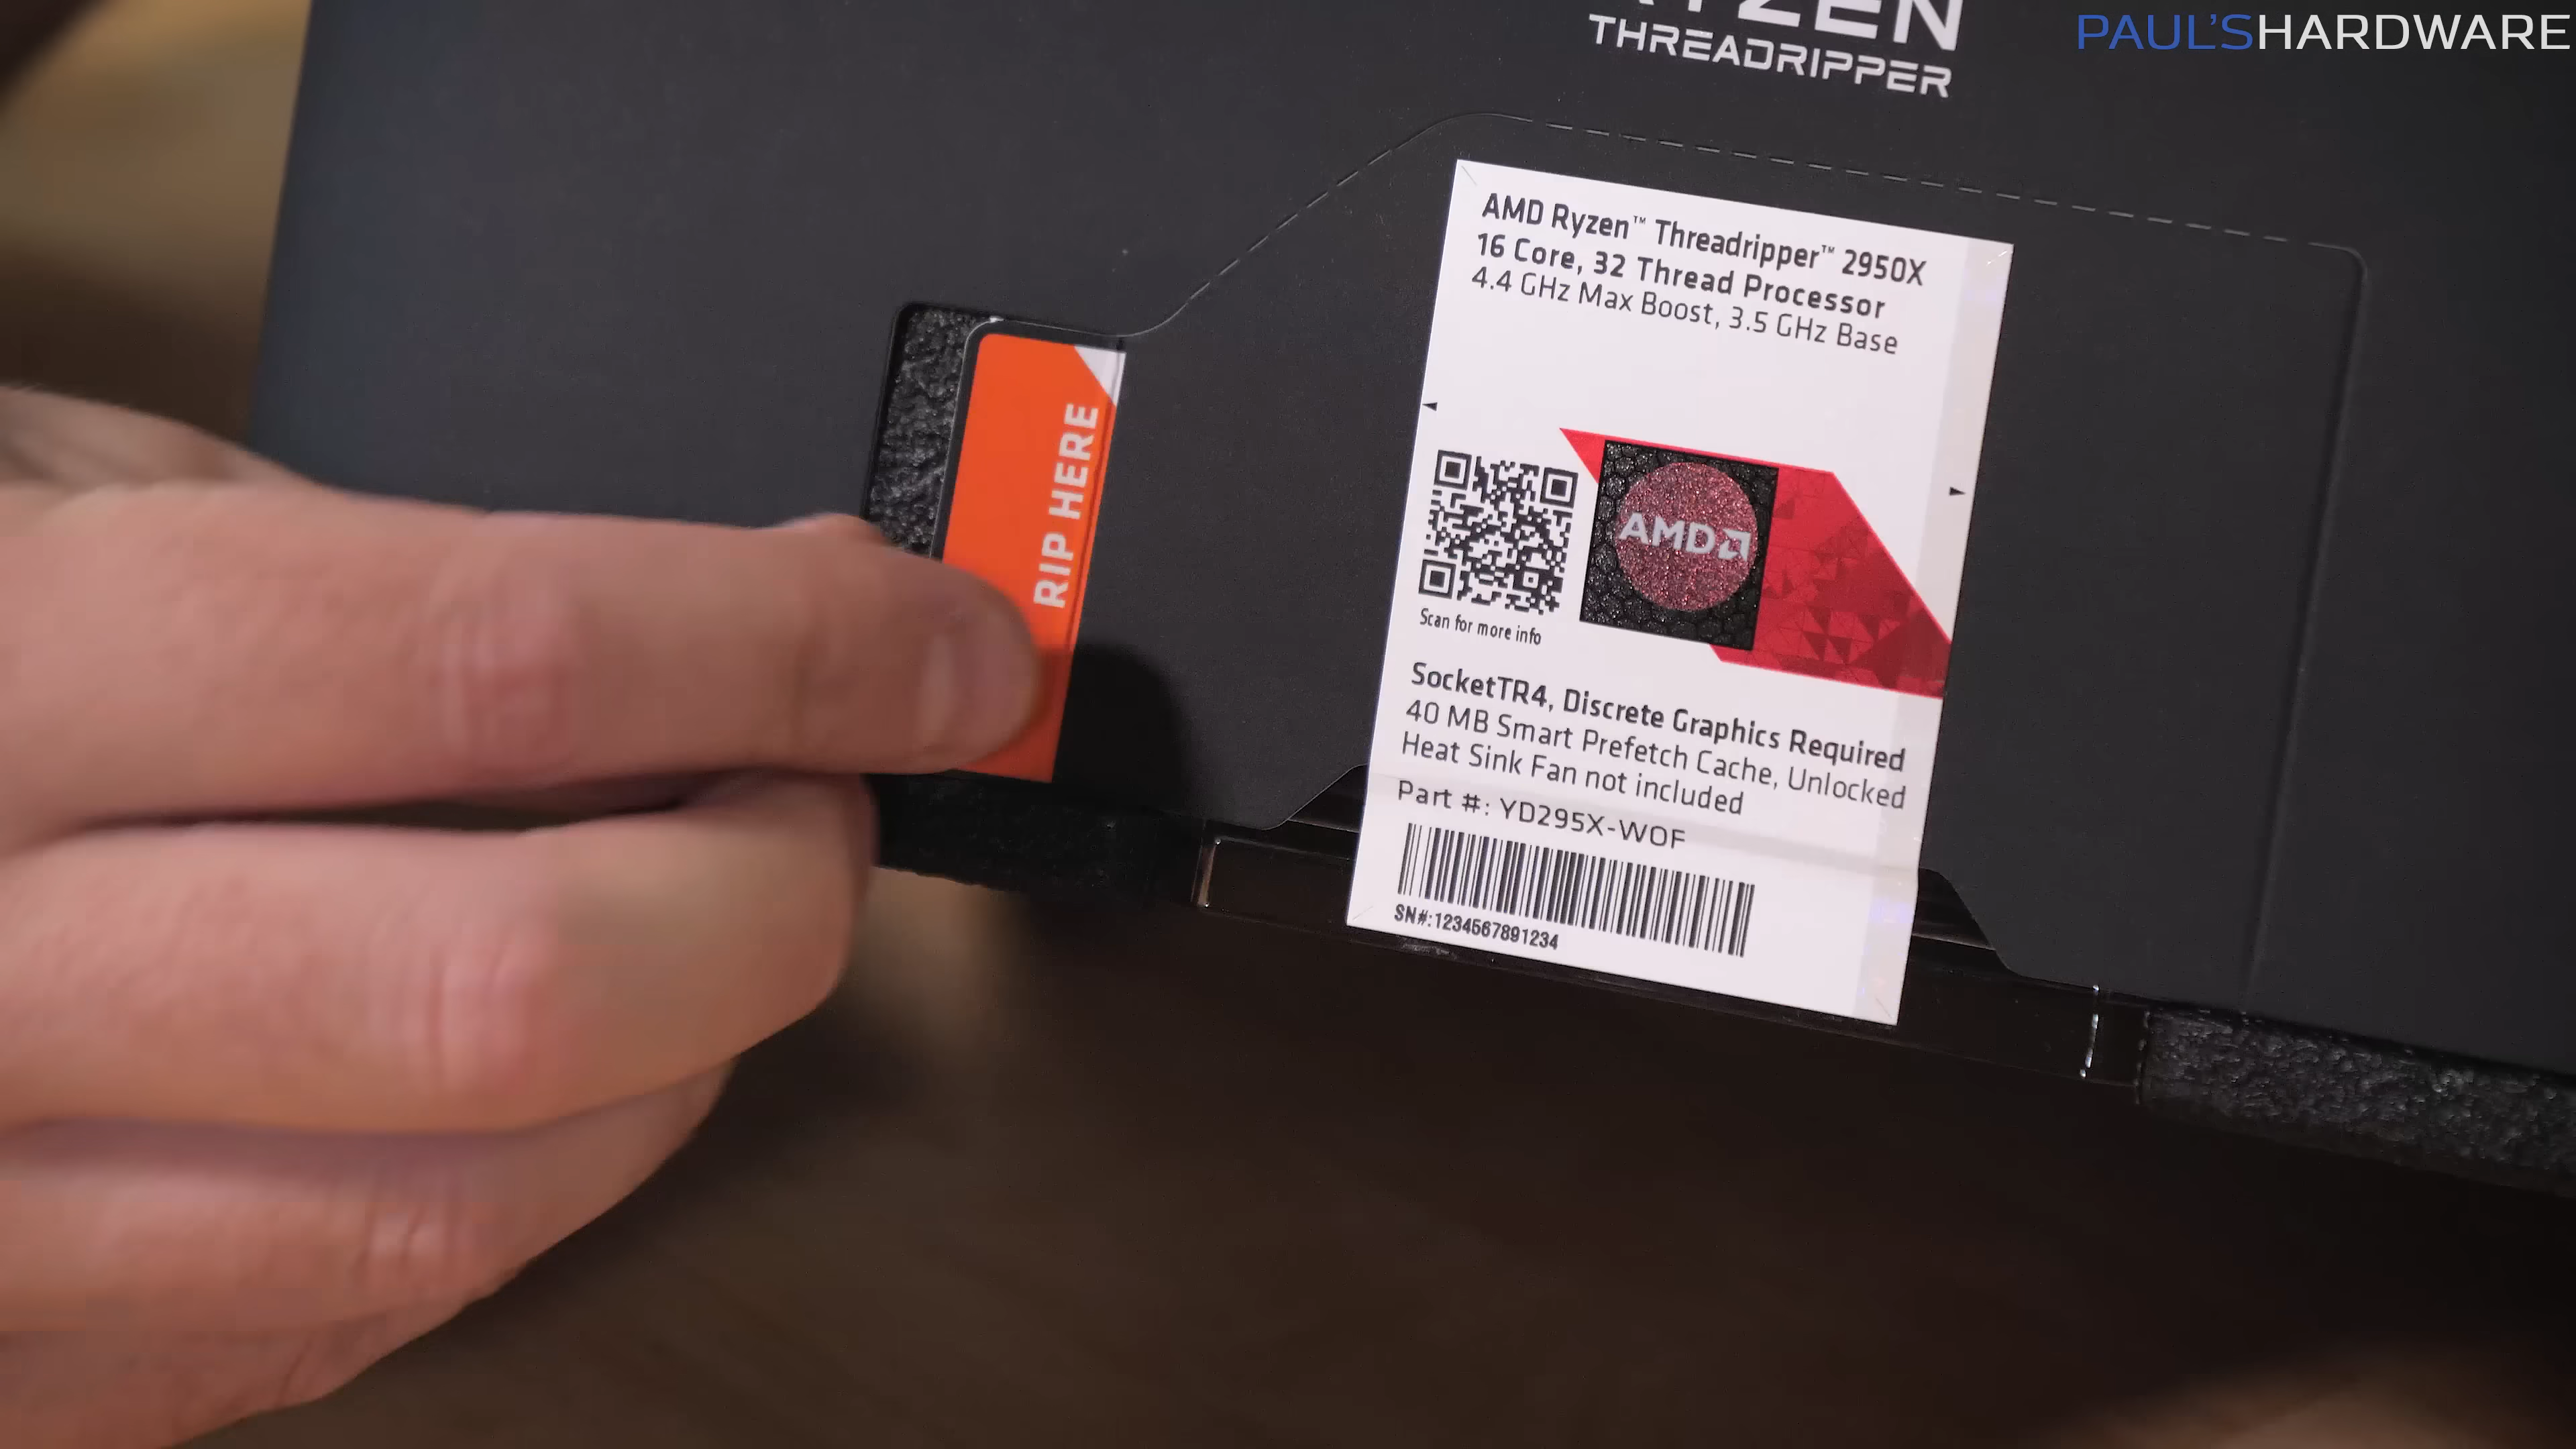 PAUL'SHARDWARE
RYZEN
THREADRIPPER
AMD Ryzen™ Threadripper™ 2950X
16 Core, 32 Thread Processor
4.4 GHz Max Boost, 3.5 GHz Base
RIP HERE
AMD
Scan for more info
SocketTR4, Discrete Graphics Required
40 MB Smart Prefetch Cache, Unlocked
Heat Sink Fan not included
Part #: YD295X-WOF
SN#:1234567891234